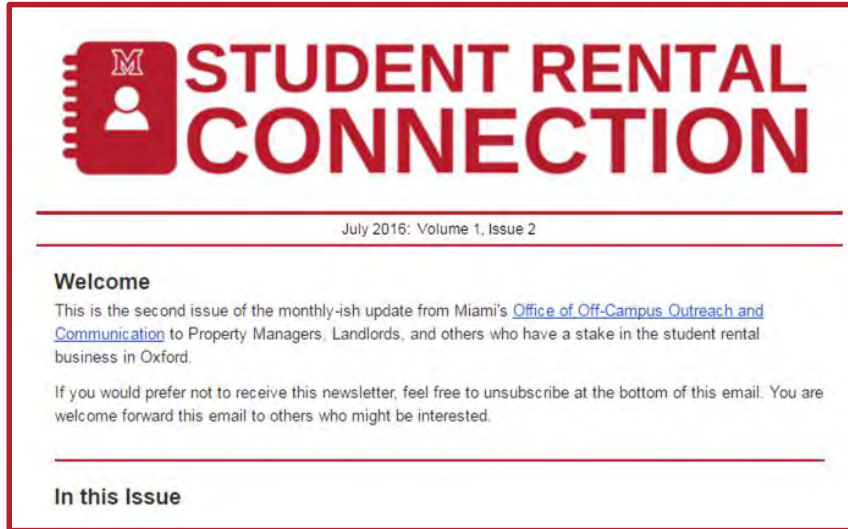 M
STUDENT RENTAL
CONNECTION
July 2016: Volume 1, Issue 2
Welcome
This is the second issue of the monthly-ish update from Miami's Office of Off-Campus Outreach and
Communication to Property Managers, Landlords, and others who have a stake in the student rental
business in Oxford.
If you would prefer not to receive this newsletter, feel free to unsubscribe at the bottom of this email. You are
welcome forward this email to others who might be interested.
In this Issue